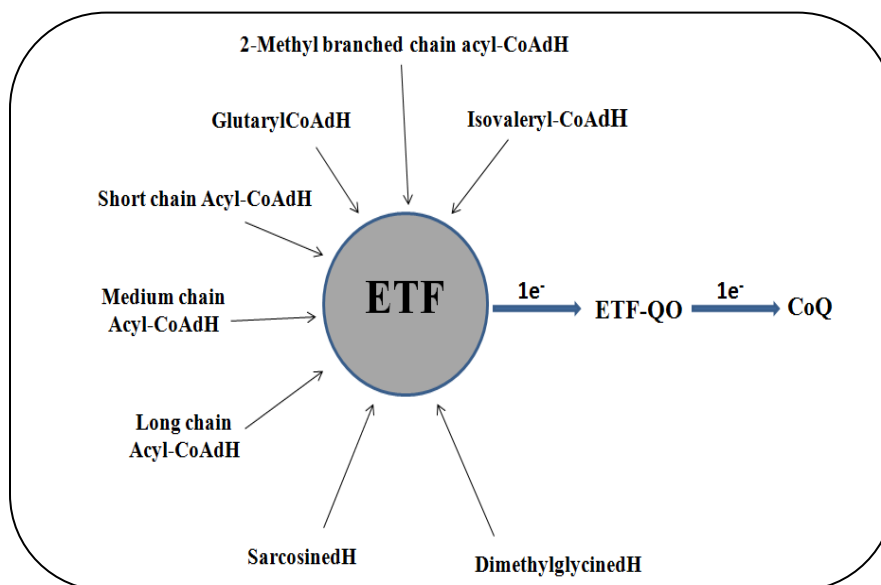 2-Methyl branched chain acyl-CoAdH
GlutarylCoAdH
Isovaleryl-CoAdH
Short chain Acyl-CoAdH
Medium chain
Acyl-CoAdH
ETF
1e-
ETF-QO
1e-
CoQ
Long chain
Acyl-CoAdH
SarcosinedH
DimethylglycinedH